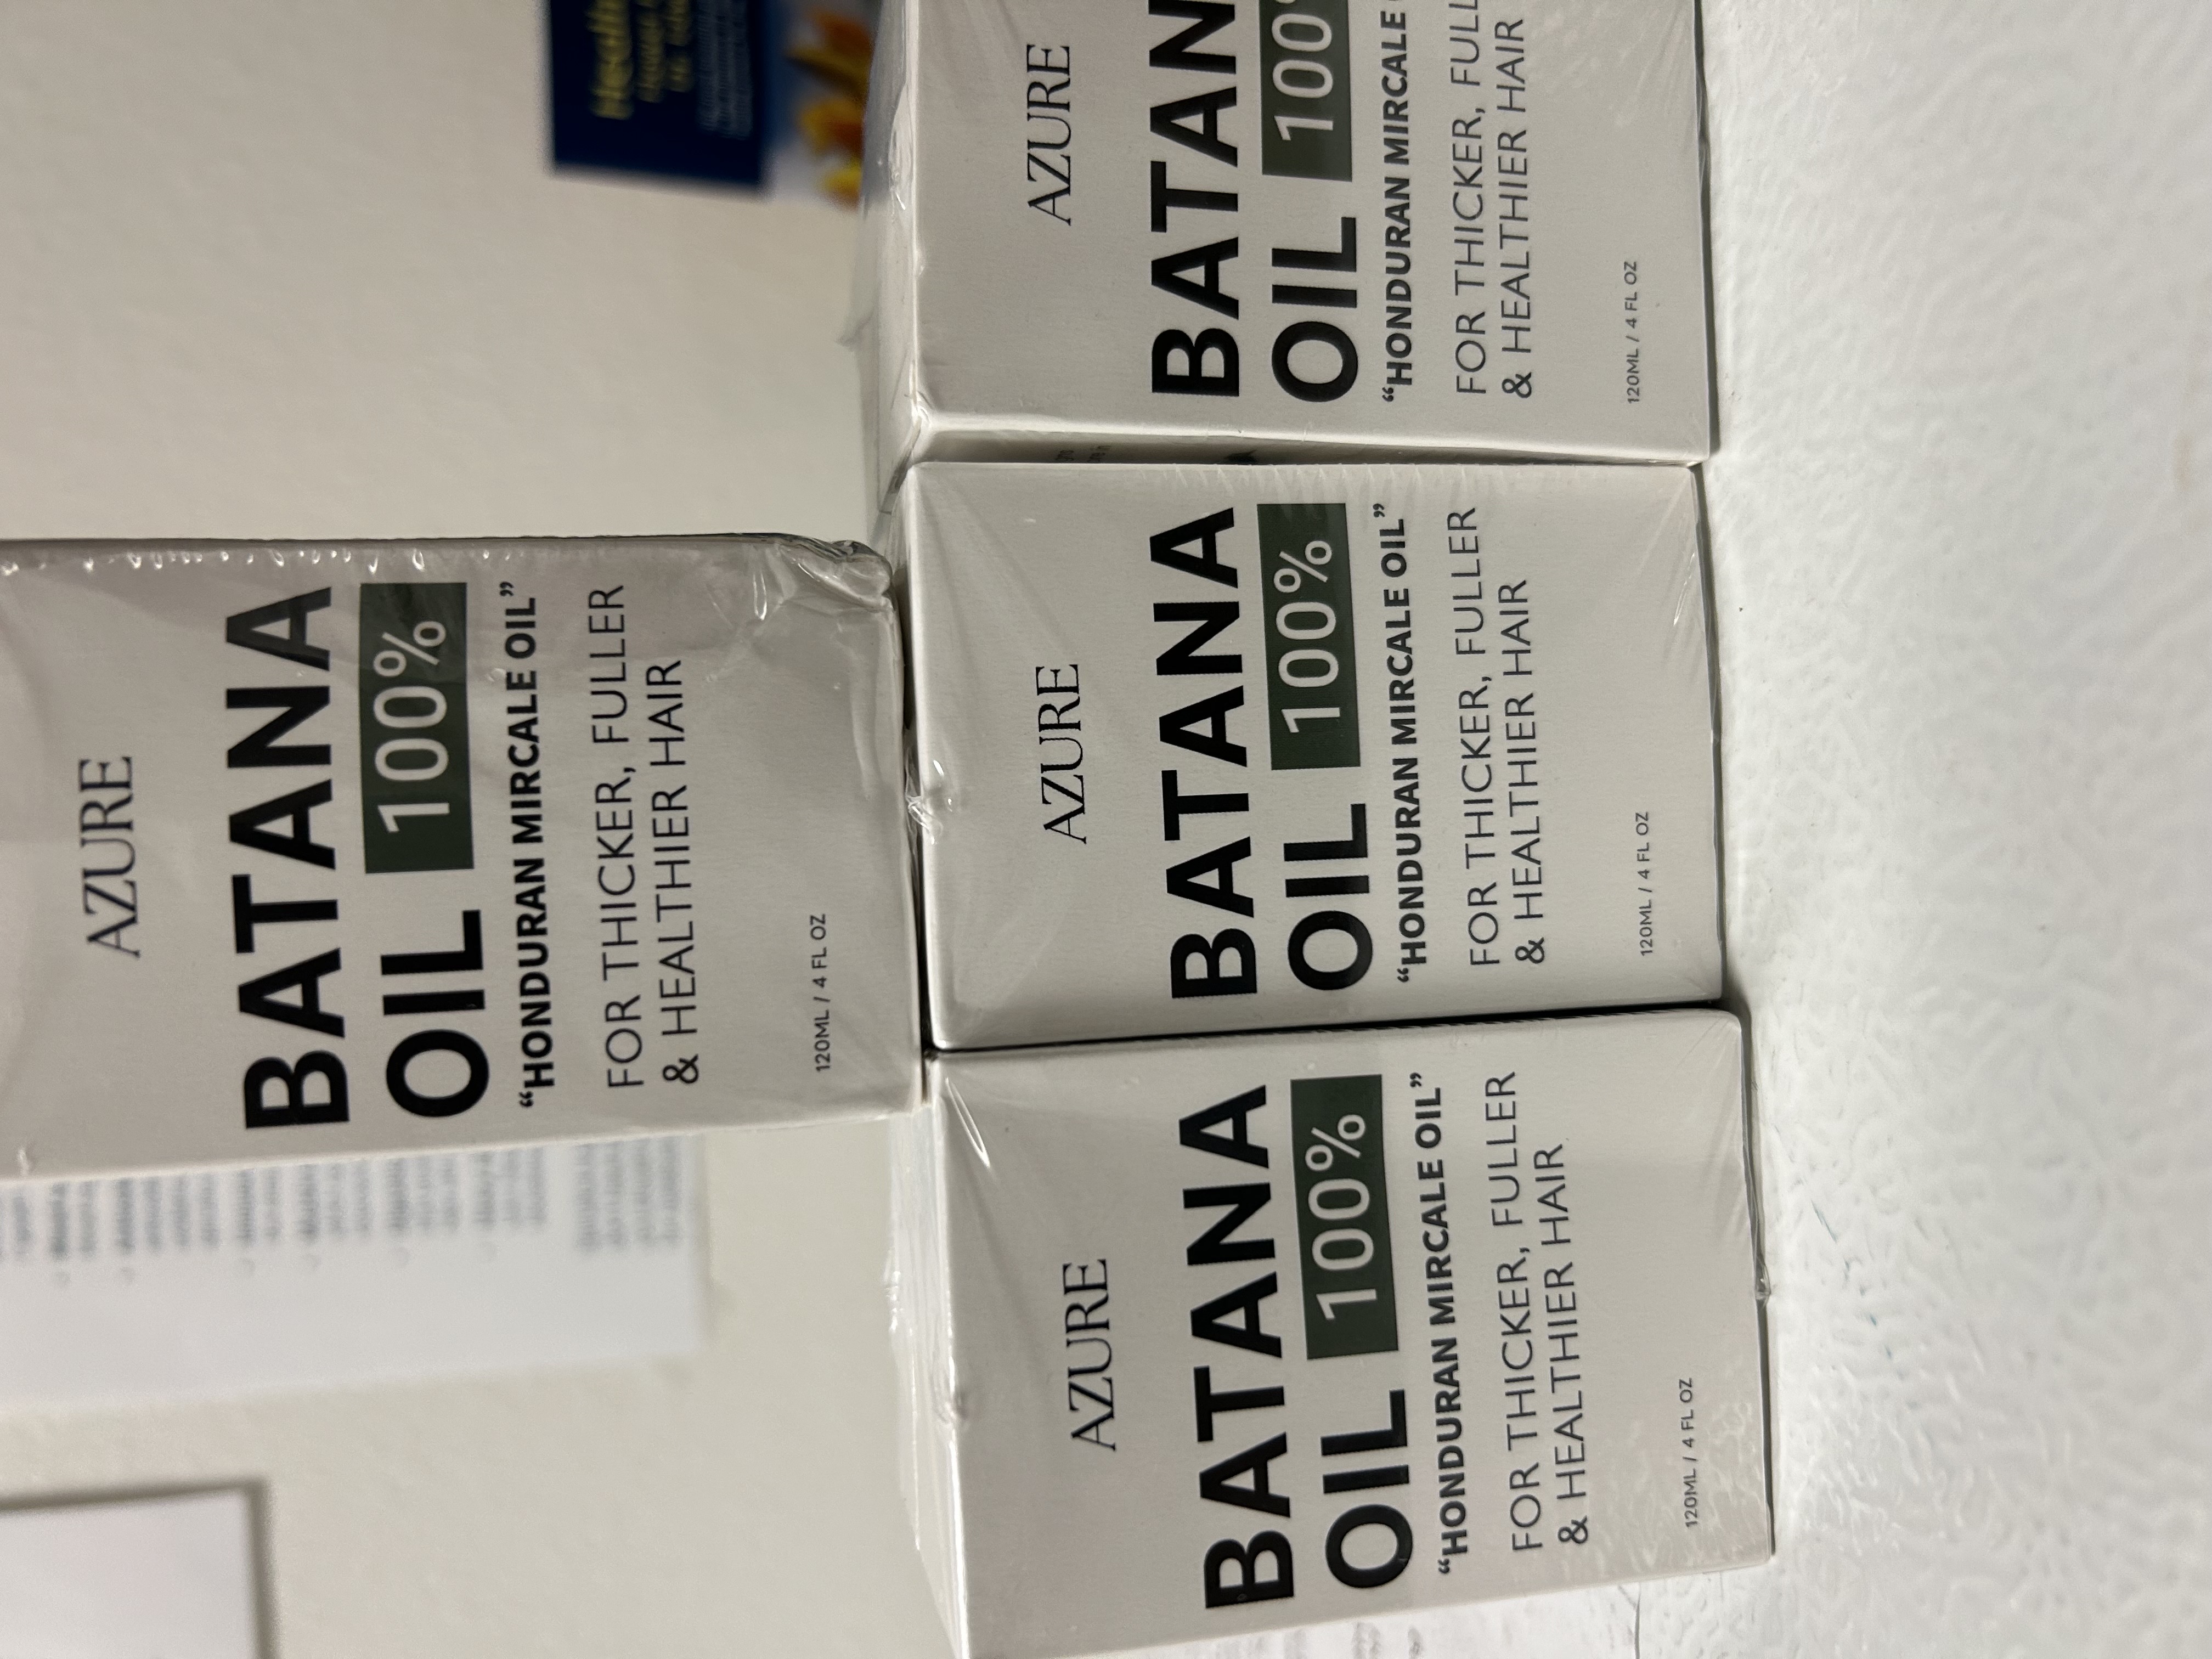 AZURE
BATANA
OIL 100%
“HONDURAN MIRCALE OIL”
FOR THICKER, FULLER
& HEALTHIER HAIR
120ML / 4 FL OZ
AZURE
BATANA
OIL 100%
“HONDURAN MIRCALE OIL”
FOR THICKER, FULLER
& HEALTHIER HAIR
120ML / 4 FL OZ
AZURE
BATANA
OIL 100%
“HONDURAN MIRCALE OIL”
FOR THICKER, FULLER
& HEALTHIER HAIR
120ML / 4 FL OZ
AZURE
BATAN
OIL 100%
“HONDURAN MIRCALE
FOR THICKER, FULL
& HEALTHIER HAIR
120ML / 4 FL OZ